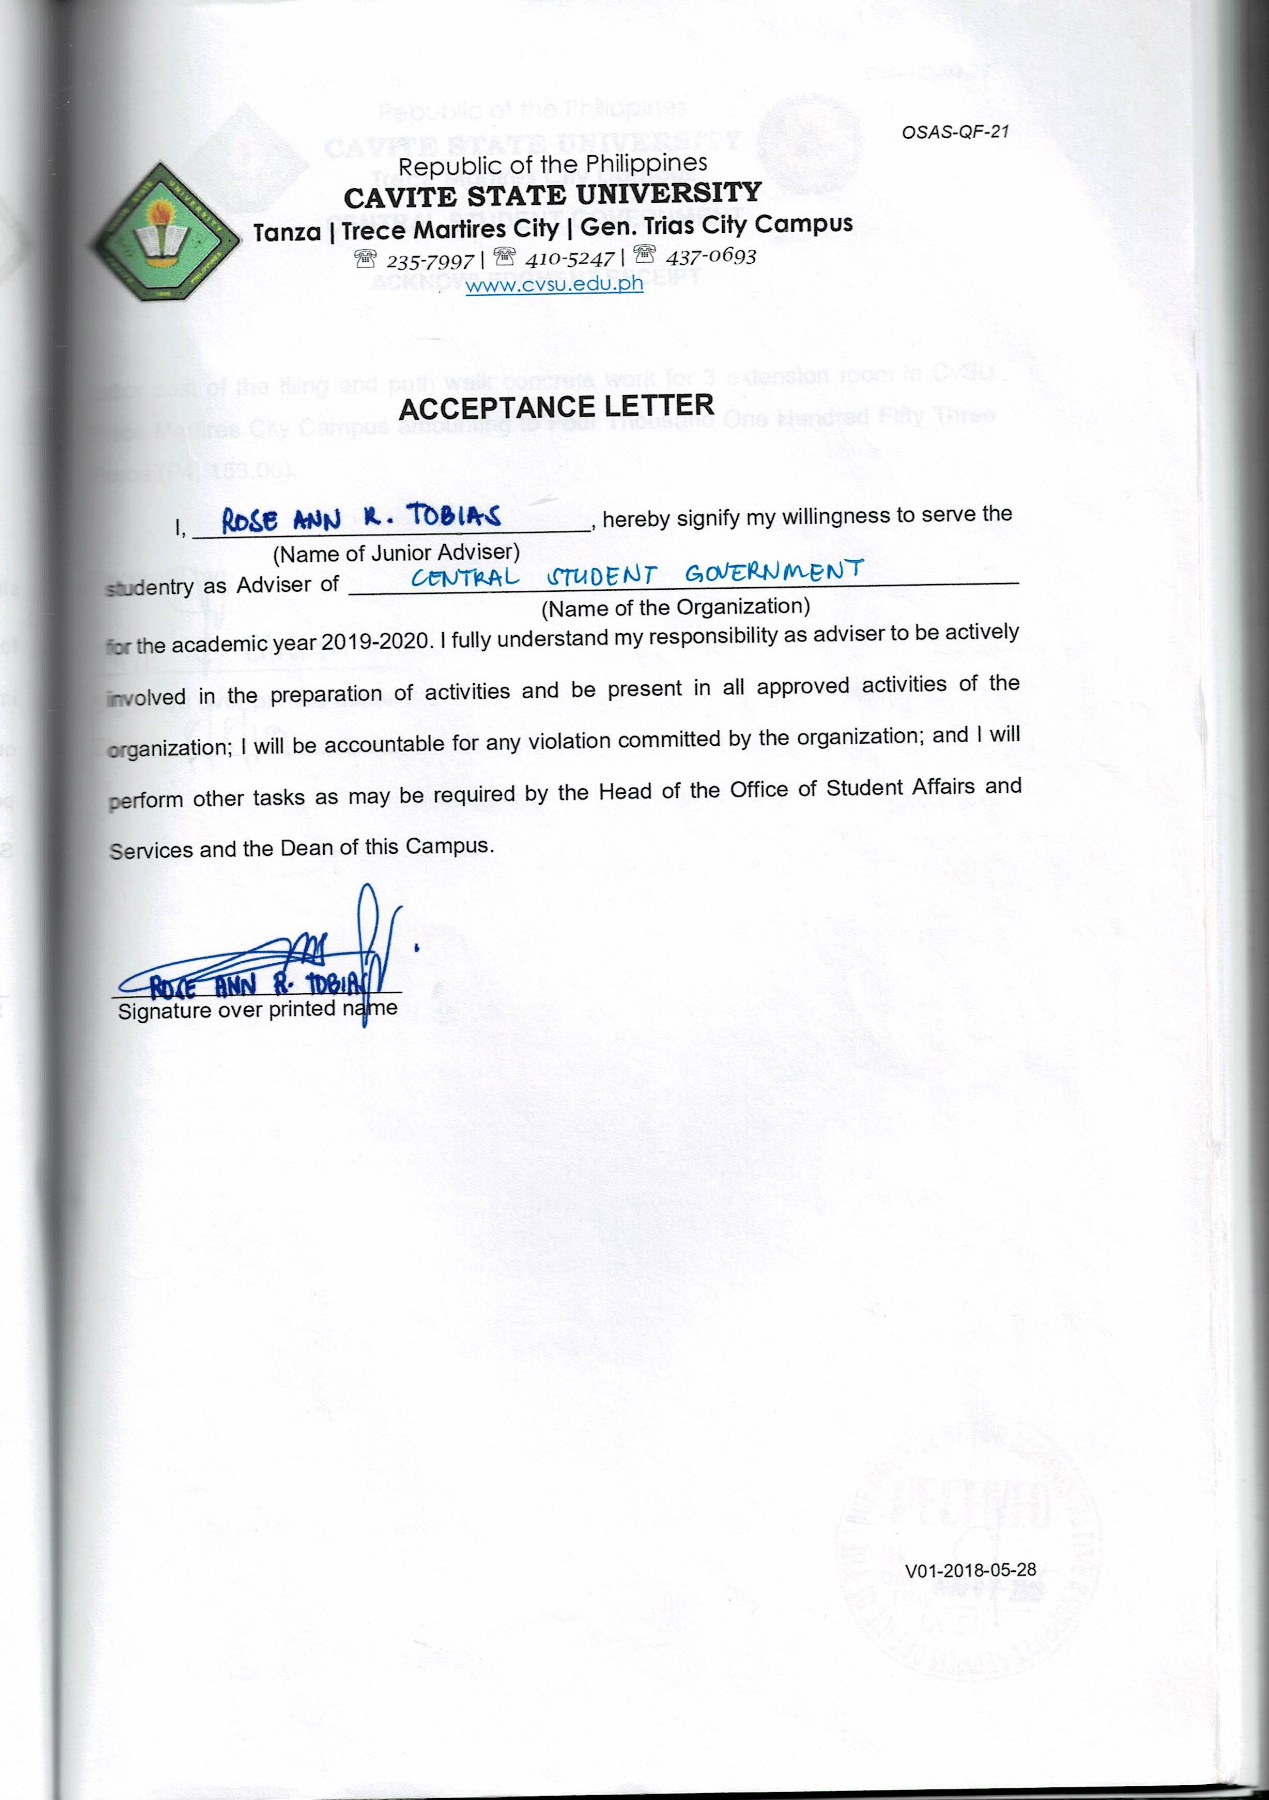 OSAS-QF-21
Republic of the Philippines
CAVITE STATE UNIVERSITY
Tanza | Trece Martires City | Gen. Trias City Campus
☏ 235-7997 | ☏ 410-5247 | ☏ 437-0693
www.cvsu.edu.ph
ACCEPTANCE LETTER
I, ROSE ANN R. TOBIAS, hereby signify my willingness to serve the
(Name of Junior Adviser)
studentry as Adviser of CENTRAL STUDENT GOVERNMENT
(Name of the Organization)
for the academic year 2019-2020. I fully understand my responsibility as adviser to be actively
involved in the preparation of activities and be present in all approved activities of the
organization; I will be accountable for any violation committed by the organization; and I will
perform other tasks as may be required by the Head of the Office of Student Affairs and
Services and the Dean of this Campus.
ROSE ANN R. TOBIAS
Signature over printed name
V01-2018-05-28